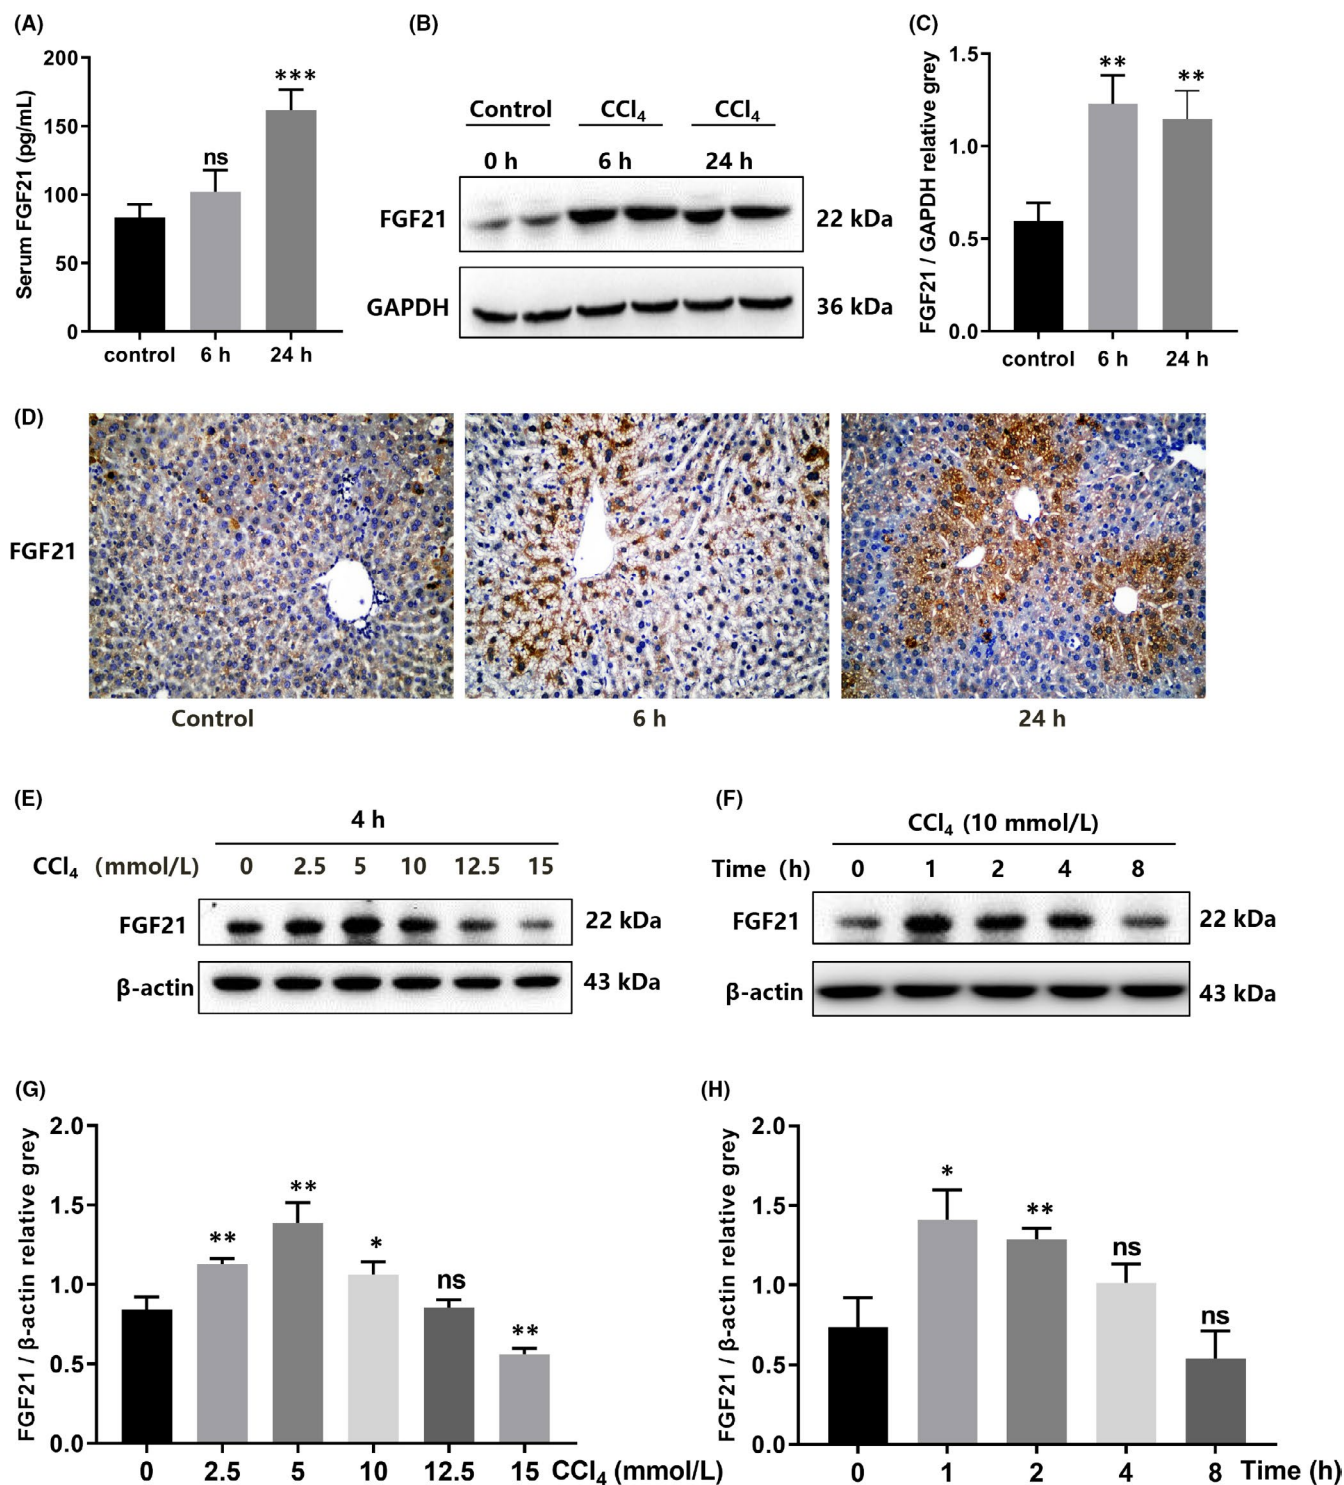 (A)
200
150
100
50
0
Serum FGF21 (pg/mL)
ns
***
control 6 h 24 h
(B)
Control CCl₄ CCl₄
0 h 6 h 24 h
FGF21 22 kDa
GAPDH 36 kDa
(C)
1.5
1.0
0.5
0.0
FGF21 / GAPDH relative grey
** **
control 6 h 24 h
(D)
FGF21
Control 6 h 24 h
(E)
4 h
CCl₄ (mmol/L) 0 2.5 5 10 12.5 15
FGF21 22 kDa
β-actin 43 kDa
(F)
CCl₄ (10 mmol/L)
Time (h) 0 1 2 4 8
FGF21 22 kDa
β-actin 43 kDa
(G)
2.0
1.5
1.0
0.5
0.0
FGF21 / β-actin relative grey
** ** * ns **
0 2.5 5 10 12.5 15 CCl₄ (mmol/L)
(H)
2.0
1.5
1.0
0.5
0.0
FGF21 / β-actin relative grey
* ** ns ns
0 1 2 4 8 Time (h)